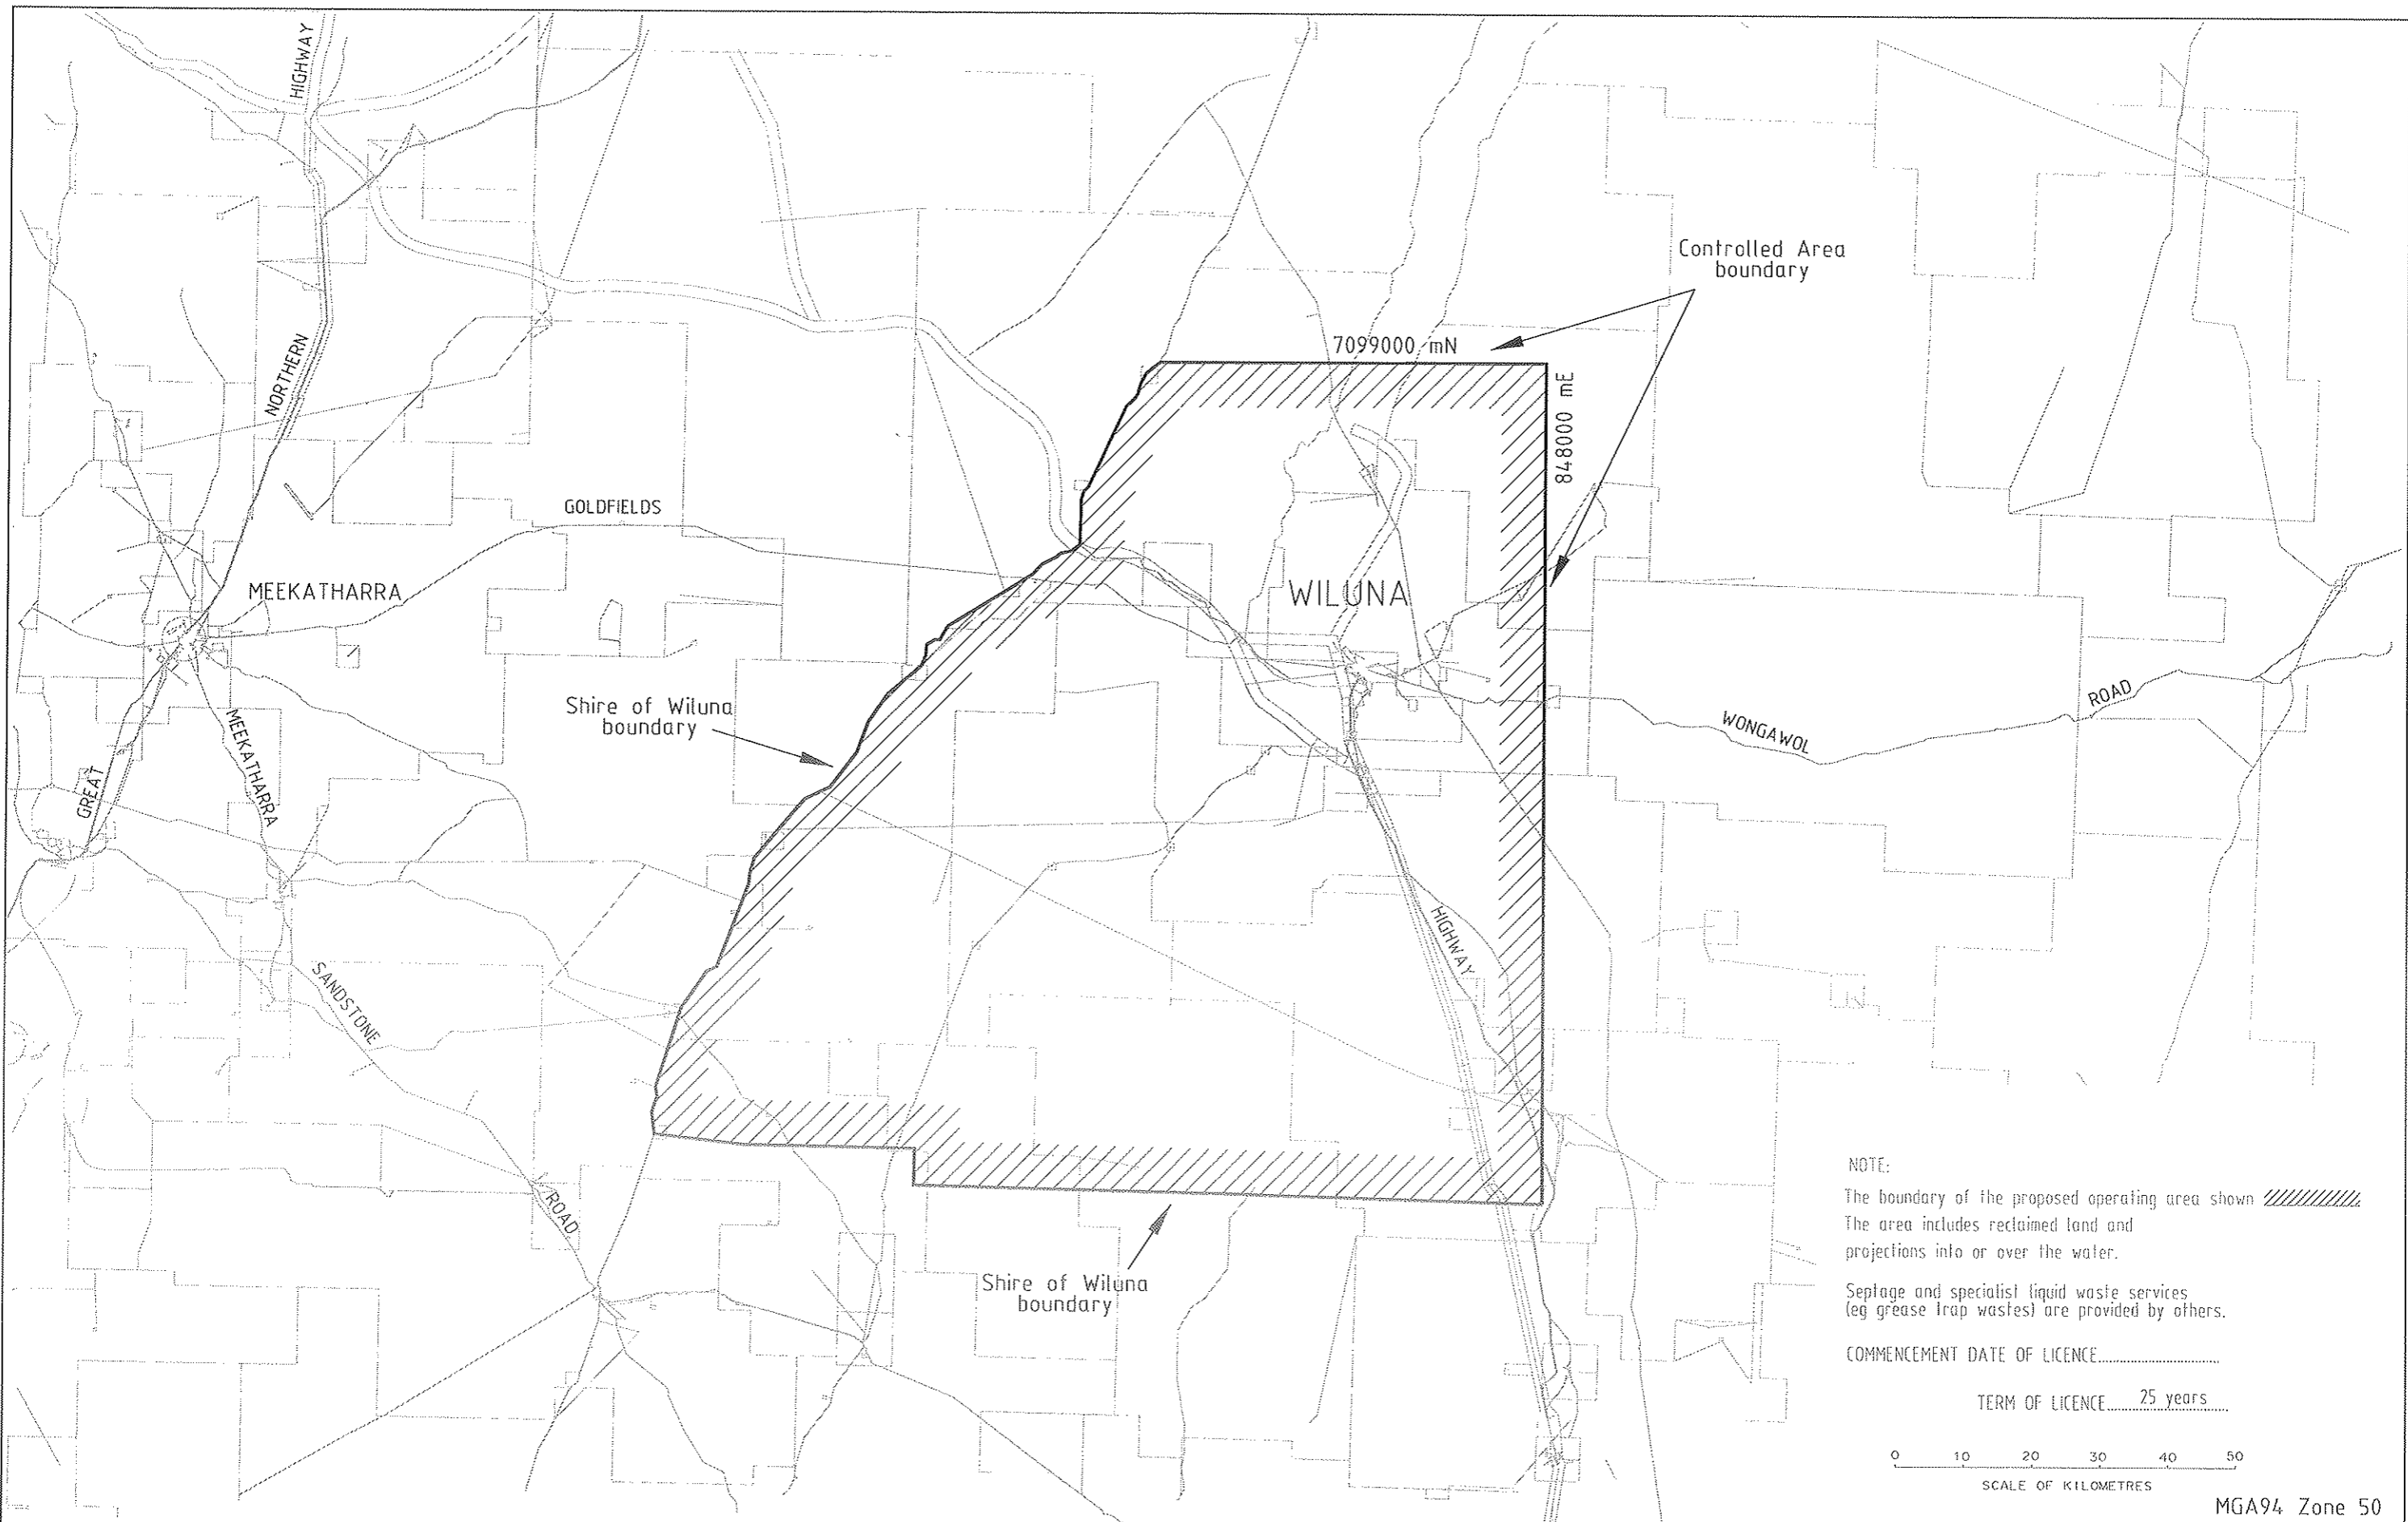 HIGHWAY
NORTHERN
Controlled Area
boundary
7099000 mN
848000 mE
GOLDFIELDS
MEEKATHARRA
WILUNA
Shire of Wiluna
boundary
MEEKATHARRA
GREAT
WONGAWOL
ROAD
HIGHWAY
SANDSTONE
ROAD
Shire of Wiluna
boundary
NOTE:
The boundary of the proposed operating area shown
The area includes reclaimed land and
projections into or over the water.
Septage and specialist liquid waste services
(eg grease trap wastes) are provided by others.
COMMENCEMENT DATE OF LICENCE..............................
TERM OF LICENCE......... 25 years ......
0 10 20 30 40 50
SCALE OF KILOMETRES
MGA94 Zone 50